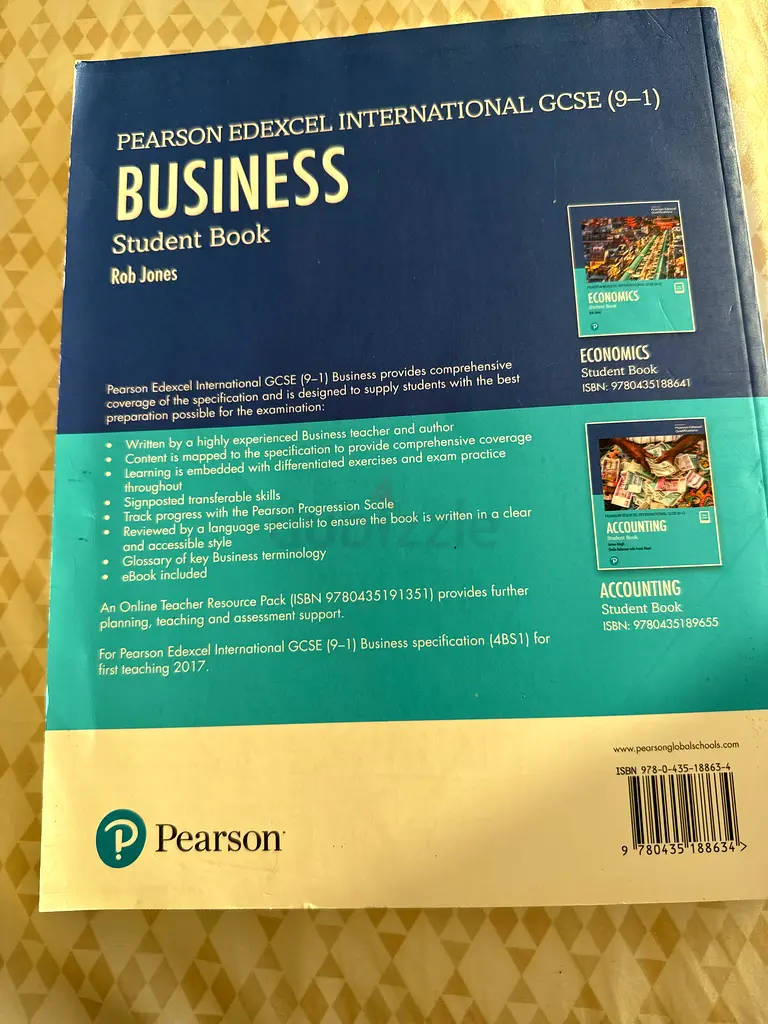 PEARSON EDEXCEL INTERNATIONAL GCSE (9–1)
BUSINESS
Student Book
Rob Jones
Pearson Edexcel International GCSE (9–1) Business provides comprehensive
coverage of the specification and is designed to supply students with the best
preparation possible for the examination:
• Written by a highly experienced Business teacher and author
• Content is mapped to the specification to provide comprehensive coverage
• Learning is embedded with differentiated exercises and exam practice
throughout
• Signposted transferable skills
• Track progress with the Pearson Progression Scale
• Reviewed by a language specialist to ensure the book is written in a clear
and accessible style
• Glossary of key Business terminology
• eBook included
An Online Teacher Resource Pack (ISBN 9780435191351) provides further
planning, teaching and assessment support.
For Pearson Edexcel International GCSE (9–1) Business specification (4BS1) for
first teaching 2017.
ECONOMICS
Student Book
ECONOMICS
Student Book
ISBN: 9780435188641
ACCOUNTING
Student Book
ACCOUNTING
Student Book
ISBN: 9780435189655
dubizzle
www.pearsonglobalschools.com
ISBN 978-0-435-18863-4
9 780435 188634 >
Pearson